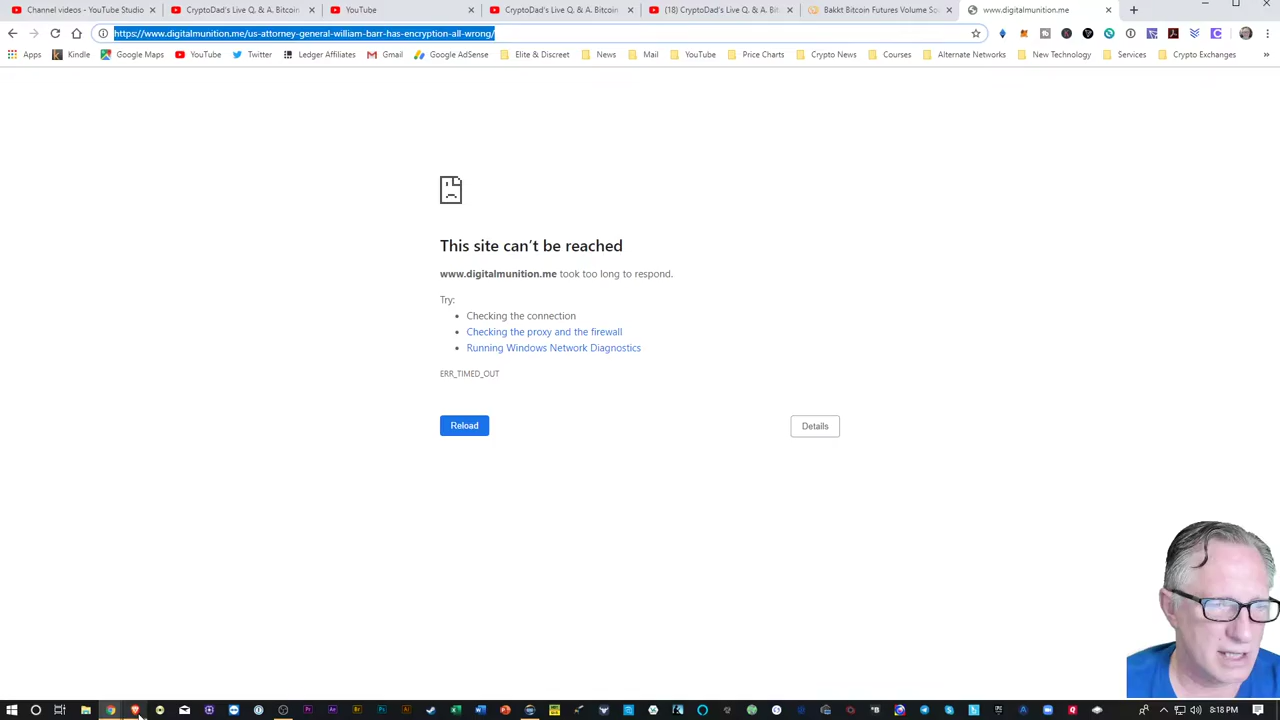 Channel videos - YouTube Studio
CryptoDad's Live Q. & A. Bitcoin
YouTube
CryptoDad's Live Q. & A. Bitcoin
(18) CryptoDad's Live Q. & A. Bit
Bakkt Bitcoin Futures Volume So
www.digitalmunition.me
https://www.digitalmunition.me/us-attorney-general-william-barr-has-encryption-all-wrong/
Apps Kindle Google Maps YouTube Twitter Ledger Affiliates Gmail Google AdSense Elite & Discreet News Mail YouTube Price Charts Crypto News Courses Alternate Networks New Technology Services Crypto Exchanges »
This site can't be reached
www.digitalmunition.me took too long to respond.
Try:
• Checking the connection
• Checking the proxy and the firewall
• Running Windows Network Diagnostics
ERR_TIMED_OUT
Reload
Details
8:18 PM